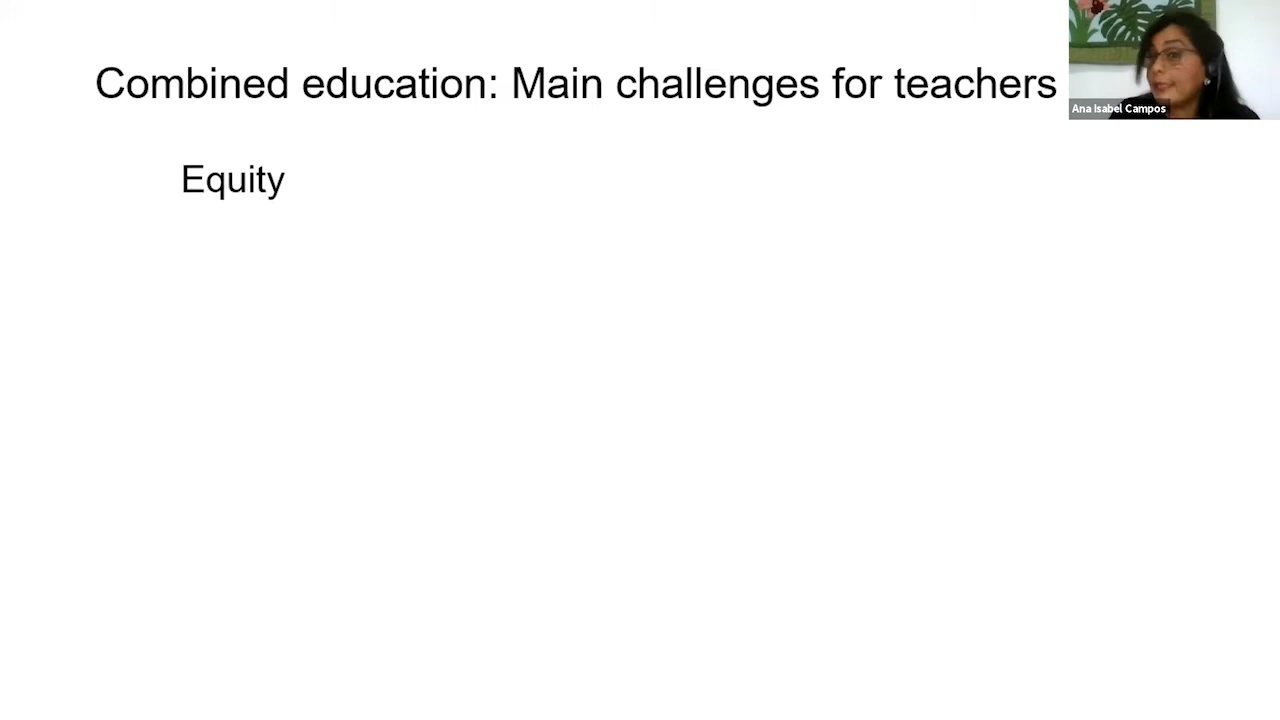 Combined education: Main challenges for teachers
Ana Isabel Campos
Equity